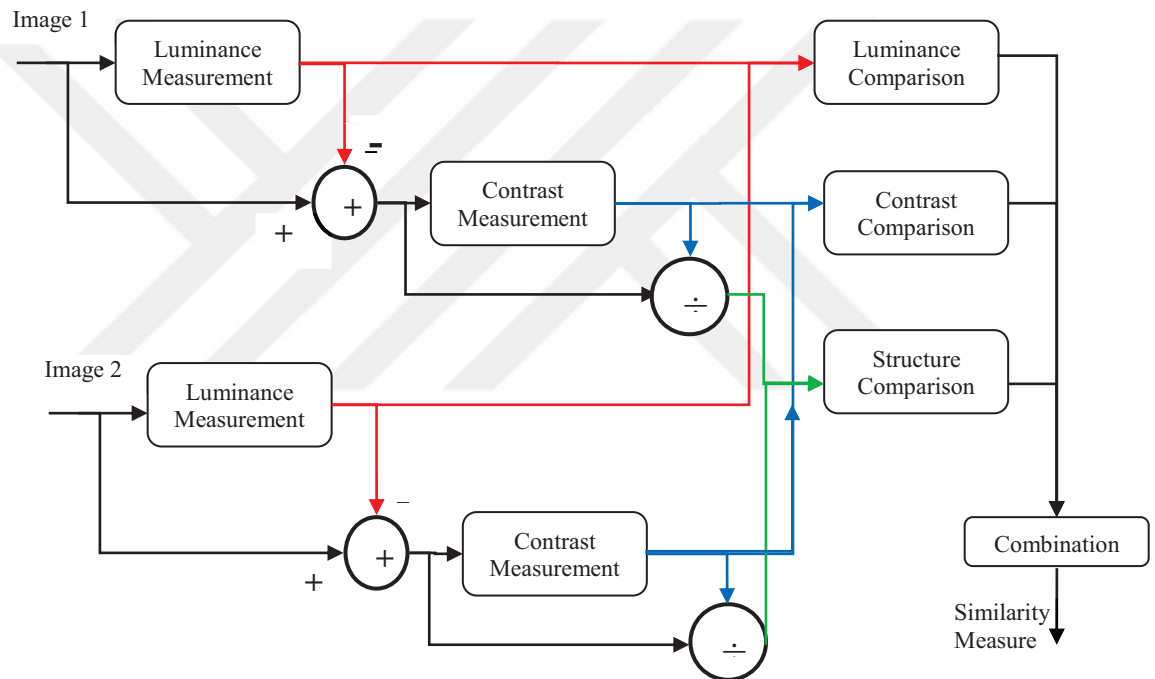 Image 1
Luminance
Measurement
Luminance
Comparison
-
=
+
+
Contrast
Measurement
Contrast
Comparison
÷
Image 2
Luminance
Measurement
Structure
Comparison
–
+
+
Contrast
Measurement
Combination
÷
Similarity
Measure